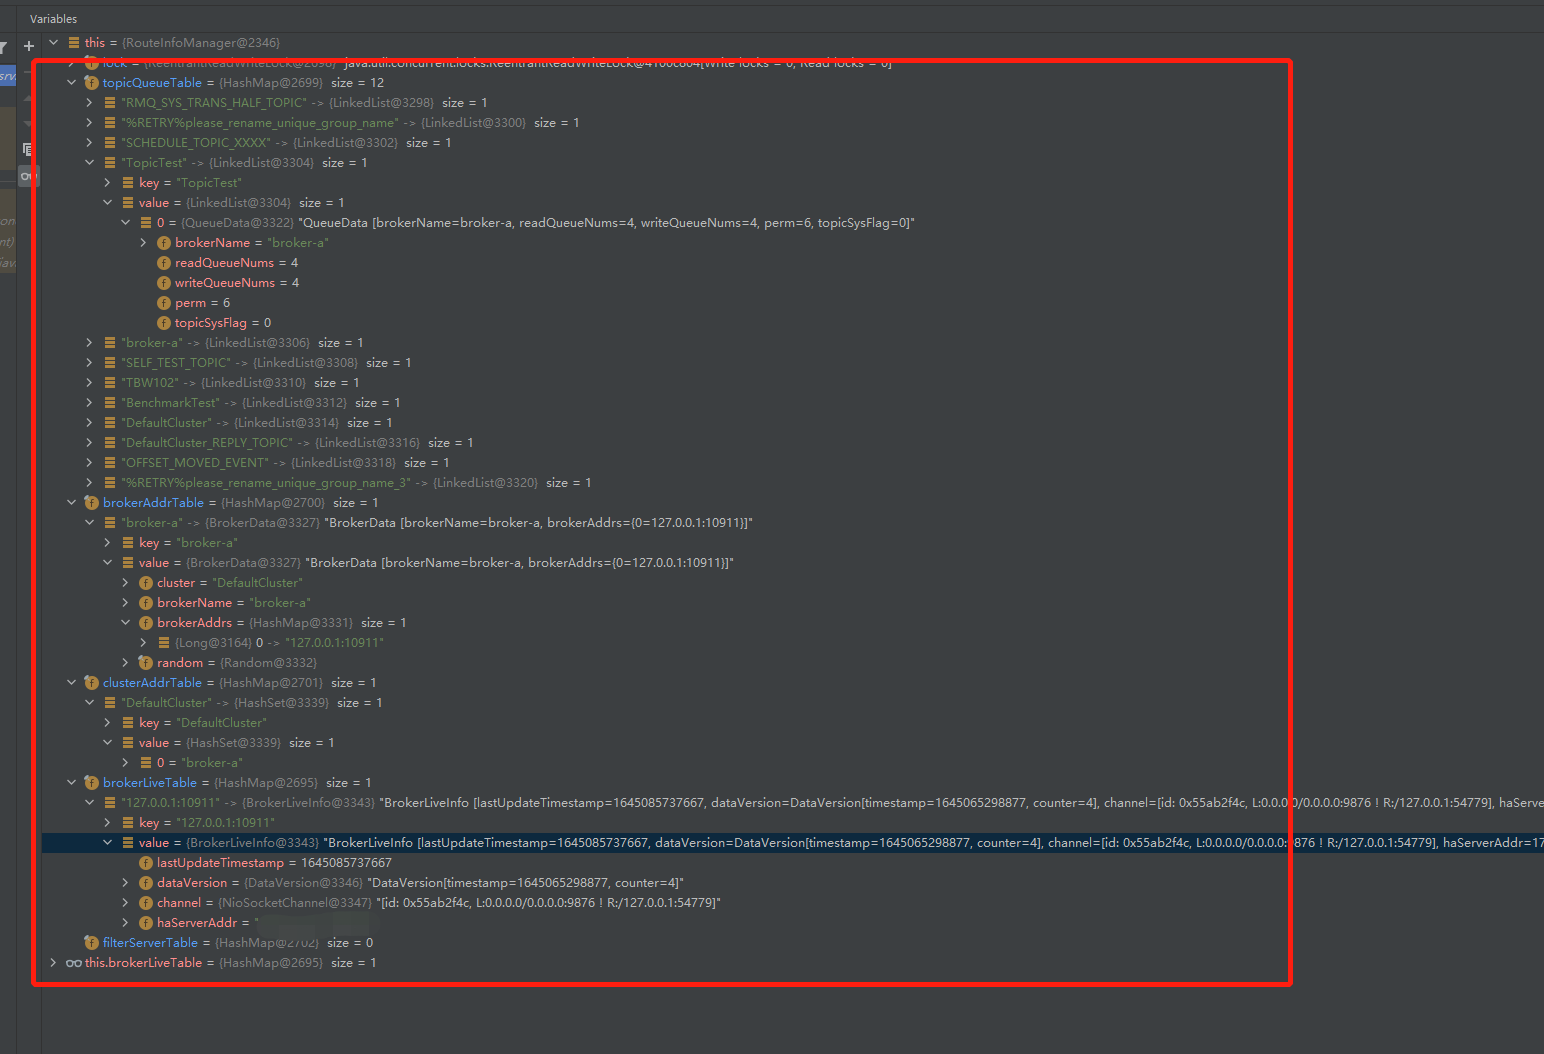 Variables
this = {RouteInfoManager@2346}
lock = {ReentrantReadWriteLock@2698} "java.util.concurrent.locks.ReentrantReadWriteLock@4166c864[Write locks = 0, Read locks = 0]"
topicQueueTable = {HashMap@2699} size = 12
"RMQ_SYS_TRANS_HALF_TOPIC" -> {LinkedList@3298} size = 1
"%RETRY%please_rename_unique_group_name" -> {LinkedList@3300} size = 1
"SCHEDULE_TOPIC_XXXX" -> {LinkedList@3302} size = 1
"TopicTest" -> {LinkedList@3304} size = 1
key = "TopicTest"
value = {LinkedList@3304} size = 1
0 = {QueueData@3322} "QueueData [brokerName=broker-a, readQueueNums=4, writeQueueNums=4, perm=6, topicSysFlag=0]"
brokerName = "broker-a"
readQueueNums = 4
writeQueueNums = 4
perm = 6
topicSysFlag = 0
"broker-a" -> {LinkedList@3306} size = 1
"SELF_TEST_TOPIC" -> {LinkedList@3308} size = 1
"TBW102" -> {LinkedList@3310} size = 1
"BenchmarkTest" -> {LinkedList@3312} size = 1
"DefaultCluster" -> {LinkedList@3314} size = 1
"DefaultCluster_REPLY_TOPIC" -> {LinkedList@3316} size = 1
"OFFSET_MOVED_EVENT" -> {LinkedList@3318} size = 1
"%RETRY%please_rename_unique_group_name_3" -> {LinkedList@3320} size = 1
brokerAddrTable = {HashMap@2700} size = 1
"broker-a" -> {BrokerData@3327} "BrokerData [brokerName=broker-a, brokerAddrs={0=127.0.0.1:10911}]"
key = "broker-a"
value = {BrokerData@3327} "BrokerData [brokerName=broker-a, brokerAddrs={0=127.0.0.1:10911}]"
cluster = "DefaultCluster"
brokerName = "broker-a"
brokerAddrs = {HashMap@3331} size = 1
{Long@3164} 0 -> "127.0.0.1:10911"
random = {Random@3332}
clusterAddrTable = {HashMap@2701} size = 1
"DefaultCluster" -> {HashSet@3339} size = 1
key = "DefaultCluster"
value = {HashSet@3339} size = 1
0 = "broker-a"
brokerLiveTable = {HashMap@2695} size = 1
"127.0.0.1:10911" -> {BrokerLiveInfo@3343} "BrokerLiveInfo [lastUpdateTimestamp=1645085737667, dataVersion=DataVersion[timestamp=1645065298877, counter=4], channel=[id: 0x55ab2f4c, L:0.0.0.0/0.0.0.0:9876 ! R:/127.0.0.1:54779], haServe
key = "127.0.0.1:10911"
value = {BrokerLiveInfo@3343} "BrokerLiveInfo [lastUpdateTimestamp=1645085737667, dataVersion=DataVersion[timestamp=1645065298877, counter=4], channel=[id: 0x55ab2f4c, L:0.0.0.0/0.0.0.0:9876 ! R:/127.0.0.1:54779], haServerAddr=17
lastUpdateTimestamp = 1645085737667
dataVersion = {DataVersion@3346} "DataVersion[timestamp=1645065298877, counter=4]"
channel = {NioSocketChannel@3347} "[id: 0x55ab2f4c, L:0.0.0.0/0.0.0.0:9876 ! R:/127.0.0.1:54779]"
haServerAddr = "
filterServerTable = {HashMap@2702} size = 0
this.brokerLiveTable = {HashMap@2695} size = 1